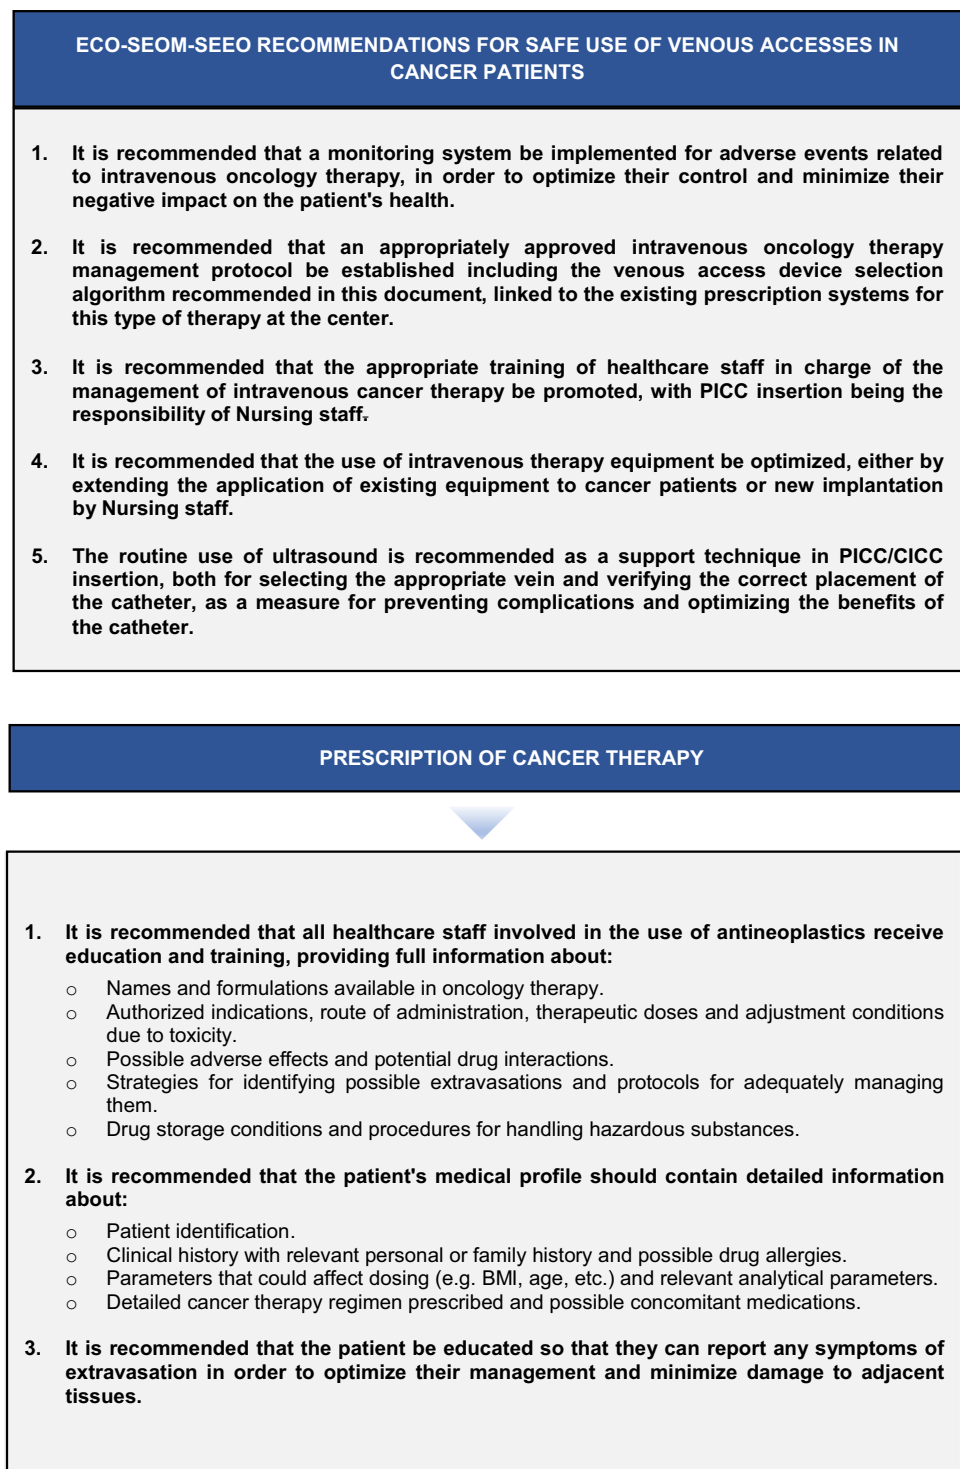 ECO-SEOM-SEEO RECOMMENDATIONS FOR SAFE USE OF VENOUS ACCESSES IN
CANCER PATIENTS
1. It is recommended that a monitoring system be implemented for adverse events related
to intravenous oncology therapy, in order to optimize their control and minimize their
negative impact on the patient's health.
2. It is recommended that an appropriately approved intravenous oncology therapy
management protocol be established including the venous access device selection
algorithm recommended in this document, linked to the existing prescription systems for
this type of therapy at the center.
3. It is recommended that the appropriate training of healthcare staff in charge of the
management of intravenous cancer therapy be promoted, with PICC insertion being the
responsibility of Nursing staff.
4. It is recommended that the use of intravenous therapy equipment be optimized, either by
extending the application of existing equipment to cancer patients or new implantation
by Nursing staff.
5. The routine use of ultrasound is recommended as a support technique in PICC/CICC
insertion, both for selecting the appropriate vein and verifying the correct placement of
the catheter, as a measure for preventing complications and optimizing the benefits of
the catheter.
PRESCRIPTION OF CANCER THERAPY
1. It is recommended that all healthcare staff involved in the use of antineoplastics receive
education and training, providing full information about:
○ Names and formulations available in oncology therapy.
○ Authorized indications, route of administration, therapeutic doses and adjustment conditions
due to toxicity.
○ Possible adverse effects and potential drug interactions.
○ Strategies for identifying possible extravasations and protocols for adequately managing
them.
○ Drug storage conditions and procedures for handling hazardous substances.
2. It is recommended that the patient's medical profile should contain detailed information
about:
○ Patient identification.
○ Clinical history with relevant personal or family history and possible drug allergies.
○ Parameters that could affect dosing (e.g. BMI, age, etc.) and relevant analytical parameters.
○ Detailed cancer therapy regimen prescribed and possible concomitant medications.
3. It is recommended that the patient be educated so that they can report any symptoms of
extravasation in order to optimize their management and minimize damage to adjacent
tissues.